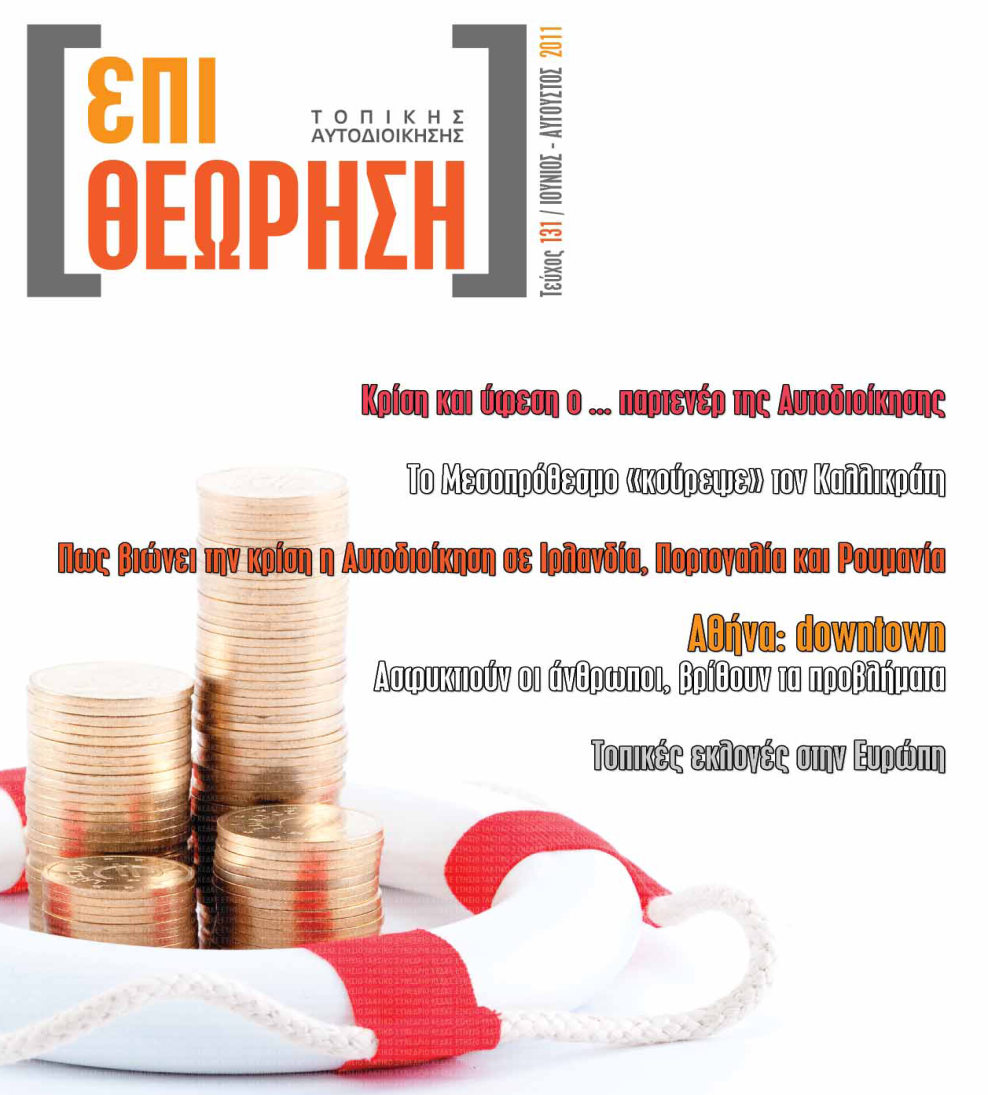 επι
ΤΟΠΙΚΗΣ
ΑΥΤΟΔΙΟΙΚΗΣΗΣ
ΘΕΩΡΗΣΗ
Τεύχος 131 / ΙΟΥΝΙΟΣ - ΑΥΓΟΥΣΤΟΣ 2011
Κρίση και ύφεση ο ... παρτενέρ της Αυτοδιοίκησης
Το Μεσοπρόθεσμο «κούρεψε» τον Καλλικράτη
Πως βιώνει την κρίση η Αυτοδιοίκηση σε Ιρλανδία, Πορτογαλία και Ρουμανία
Αθήνα: downtown
Ασφυκτιούν οι άνθρωποι, βρίθουν τα προβλήματα
Τοπικές εκλογές στην Ευρώπη